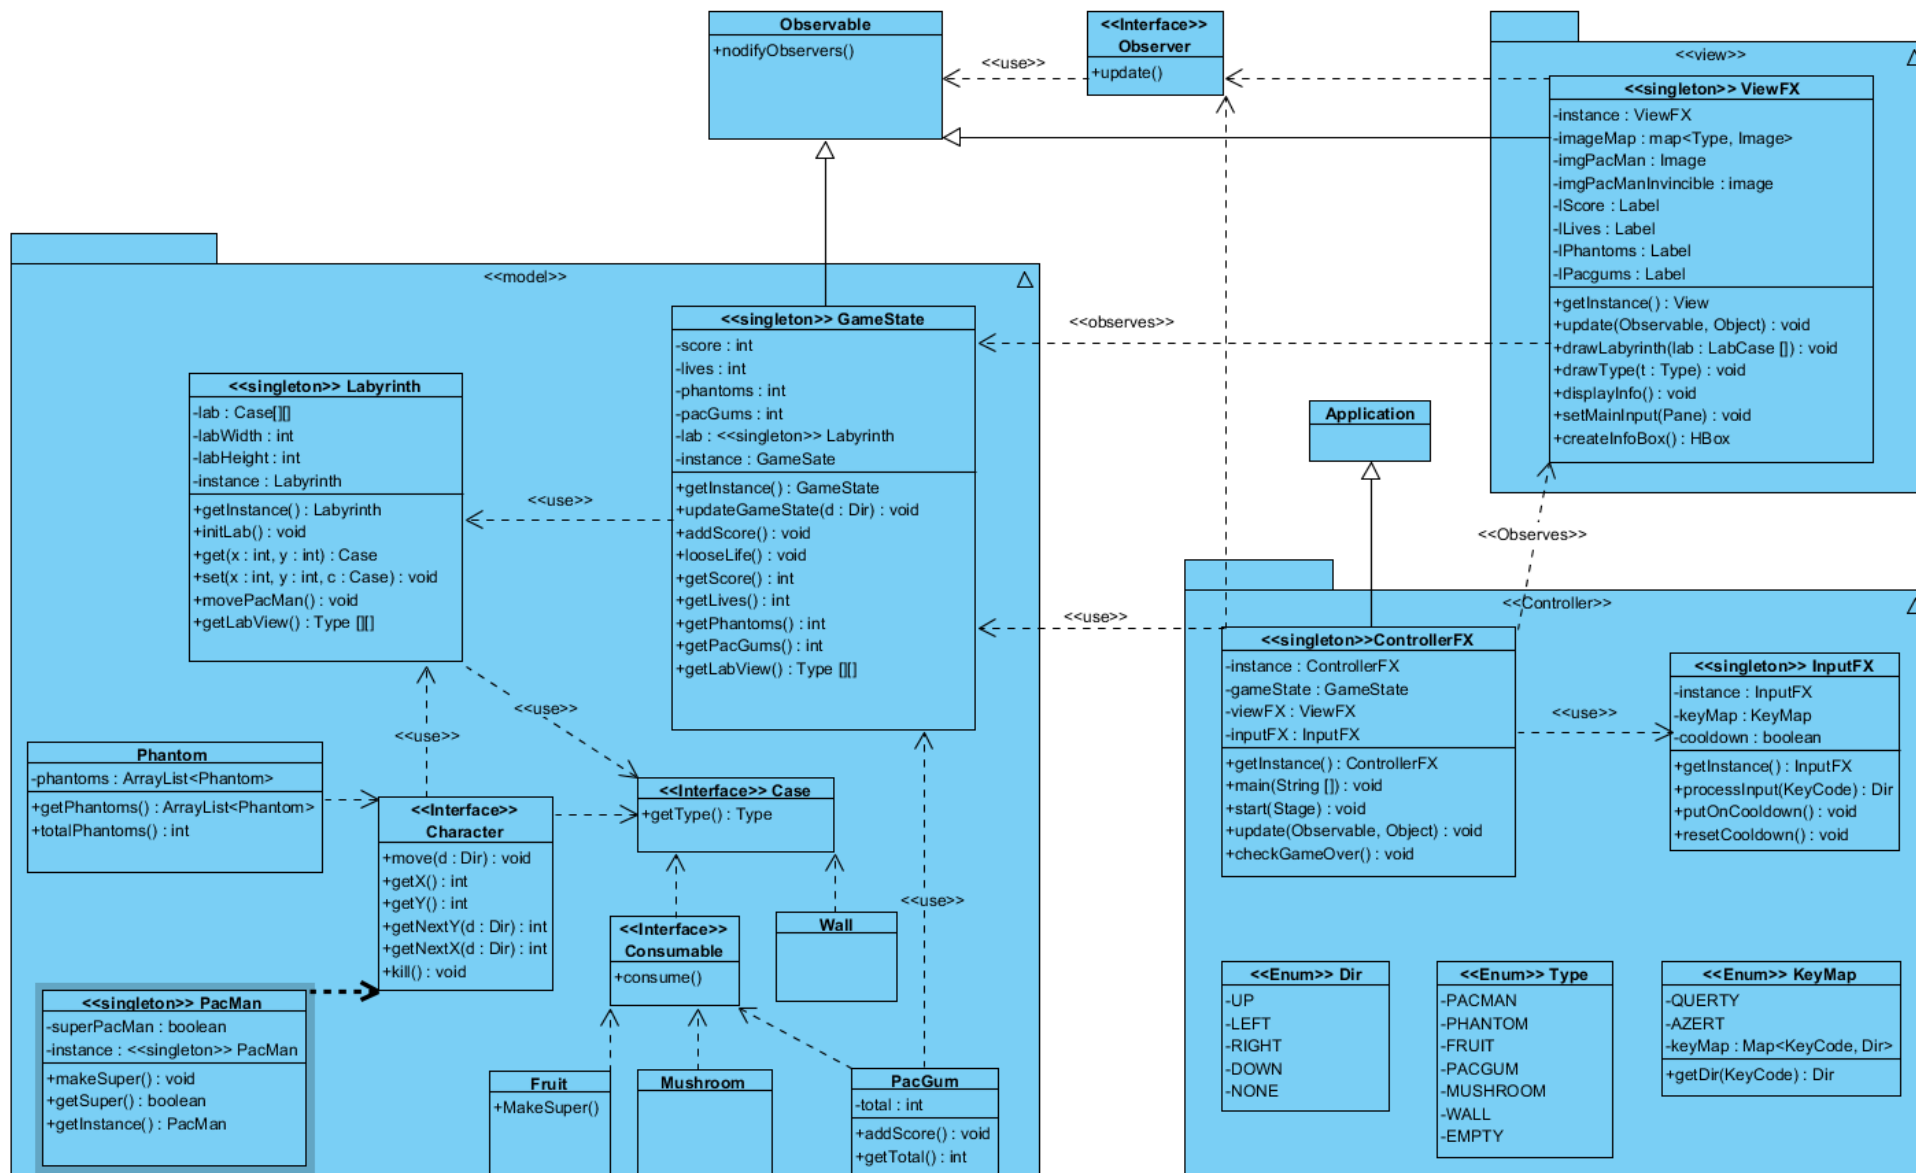 Observable
+nodifyObservers()
<<use>>
<<Interface>>
Observer
+update()
<<view>>
<<singleton>> ViewFX
-instance : ViewFX
-imageMap : map<Type, Image>
-imgPacMan : Image
-imgPacManInvincible : image
-lScore : Label
-lLives : Label
-lPhantoms : Label
-lPacgums : Label
+getInstance() : View
+update(Observable, Object) : void
+drawLabyrinth(lab : LabCase []) : void
+drawType(t : Type) : void
+displayInfo() : void
+setMainInput(Pane) : void
+createInfoBox() : HBox
<<model>>
<<singleton>> GameState
-score : int
-lives : int
-phantoms : int
-pacGums : int
-lab : <<singleton>> Labyrinth
-instance : GameSate
+getInstance() : GameState
+updateGameState(d : Dir) : void
+addScore() : void
+looseLife() : void
+getScore() : int
+getLives() : int
+getPhantoms() : int
+getPacGums() : int
+getLabView() : Type [][]
<<observes>>
<<singleton>> Labyrinth
-lab : Case[][]
-labWidth : int
-labHeight : int
-instance : Labyrinth
+getInstance() : Labyrinth
+initLab() : void
+get(x : int, y : int) : Case
+set(x : int, y : int, c : Case) : void
+movePacMan() : void
+getLabView() : Type [][]
<<use>>
Application
<<Observes>>
<<use>>
<<Controller>>
<<singleton>>ControllerFX
-instance : ControllerFX
-gameState : GameState
-viewFX : ViewFX
-inputFX : InputFX
+getInstance() : ControllerFX
+main(String []) : void
+start(Stage) : void
+update(Observable, Object) : void
+checkGameOver() : void
<<use>>
<<singleton>> InputFX
-instance : InputFX
-keyMap : KeyMap
-cooldown : boolean
+getInstance() : InputFX
+processInput(KeyCode) : Dir
+putOnCooldown() : void
+resetCooldown() : void
<<use>>
<<use>>
Phantom
-phantoms : ArrayList<Phantom>
+getPhantoms() : ArrayList<Phantom>
+totalPhantoms() : int
<<Interface>>
Character
+move(d : Dir) : void
+getX() : int
+getY() : int
+getNextY(d : Dir) : int
+getNextX(d : Dir) : int
+kill() : void
<<Interface>> Case
+getType() : Type
<<use>>
<<Interface>>
Consumable
+consume()
Wall
<<singleton>> PacMan
-superPacMan : boolean
-instance : <<singleton>> PacMan
+makeSuper() : void
+getSuper() : boolean
+getInstance() : PacMan
Fruit
+MakeSuper()
Mushroom
PacGum
-total : int
+addScore() : void
+getTotal() : int
<<Enum>> Dir
-UP
-LEFT
-RIGHT
-DOWN
-NONE
<<Enum>> Type
-PACMAN
-PHANTOM
-FRUIT
-PACGUM
-MUSHROOM
-WALL
-EMPTY
<<Enum>> KeyMap
-QUERTY
-AZERT
-keyMap : Map<KeyCode, Dir>
+getDir(KeyCode) : Dir